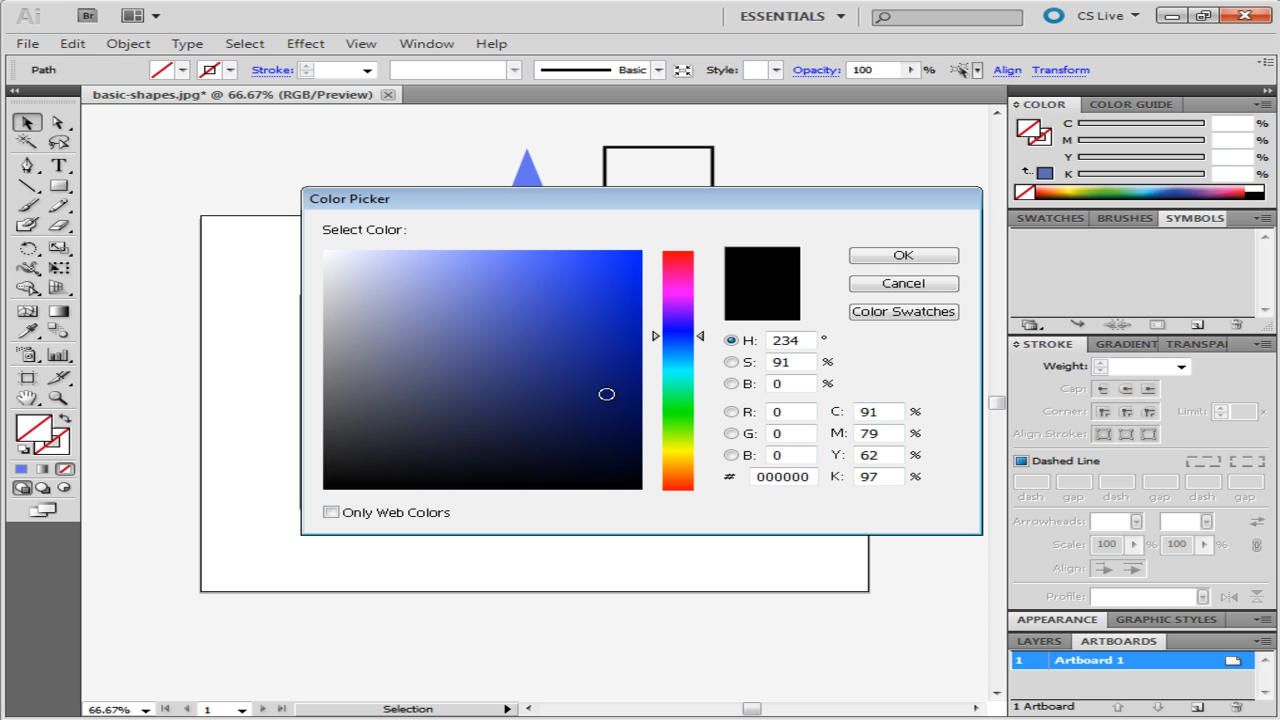 Ai Br ESSENTIALS CS Live
File Edit Object Type Select Effect View Window Help
Path Stroke: Basic Style: Opacity: 100 % Align Transform
basic-shapes.jpg* @ 66.67% (RGB/Preview)
COLOR COLOR GUIDE
C %
M %
Y %
K %
SWATCHES BRUSHES SYMBOLS
Color Picker
Select Color:
OK
Cancel
Color Swatches
H: 234 °
S: 91 %
B: 0 %
R: 0 C: 91 %
G: 0 M: 79 %
B: 0 Y: 62 %
# 000000 K: 97 %
Only Web Colors
STROKE GRADIENT TRANSPA
Weight:
Cap:
Corner: Limit: x
Align Stroke:
Dashed Line
dash gap dash gap dash gap
Arrowheads:
Scale: 100 % 100 %
Align:
Profile:
APPEARANCE GRAPHIC STYLES
LAYERS ARTBOARDS
1 Artboard 1
1 Artboard
66.67% 1 Selection